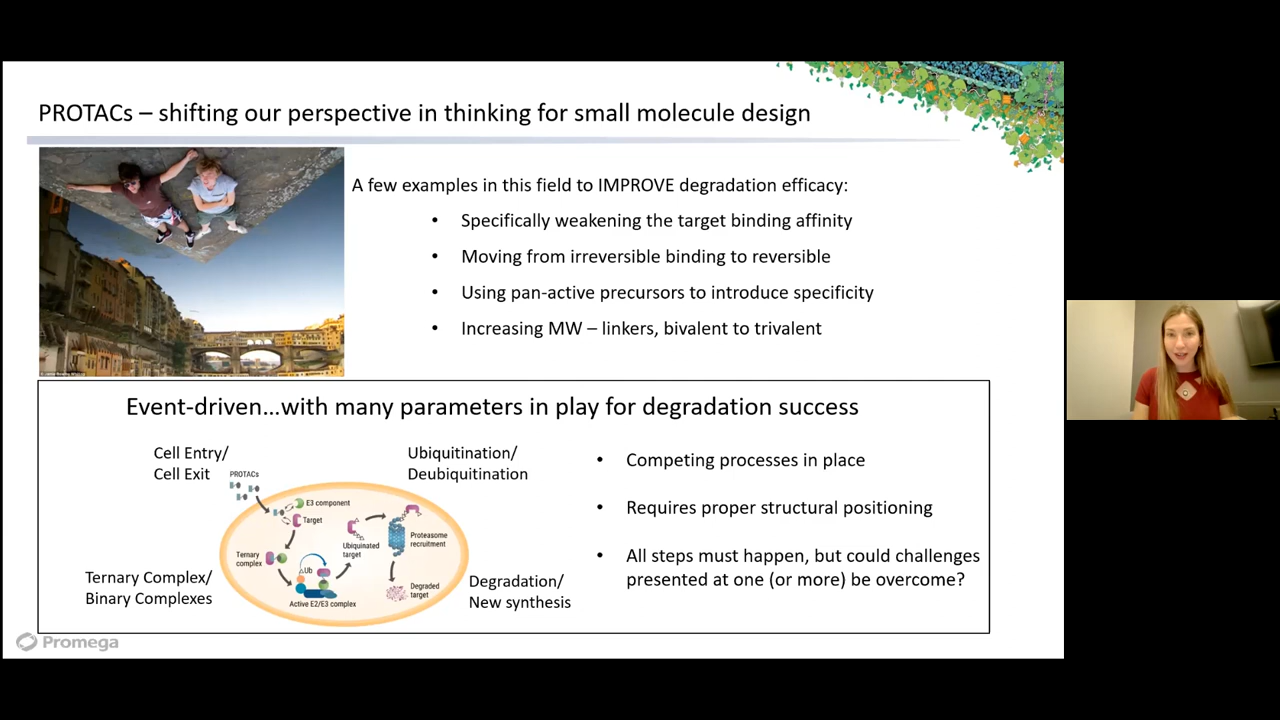 PROTACs – shifting our perspective in thinking for small molecule design
A few examples in this field to IMPROVE degradation efficacy:
• Specifically weakening the target binding affinity
• Moving from irreversible binding to reversible
• Using pan-active precursors to introduce specificity
• Increasing MW – linkers, bivalent to trivalent
Event-driven...with many parameters in play for degradation success
Cell Entry/
Cell Exit
PROTACs
Ubiquitination/
Deubiquitination
E3 component
Target
Ternary
complex
Ubiquinated
target
Proteasome
recruitment
Ub
Active E2/E3 complex
Degraded
target
Ternary Complex/
Binary Complexes
Degradation/
New synthesis
• Competing processes in place
• Requires proper structural positioning
• All steps must happen, but could challenges
presented at one (or more) be overcome?
Promega